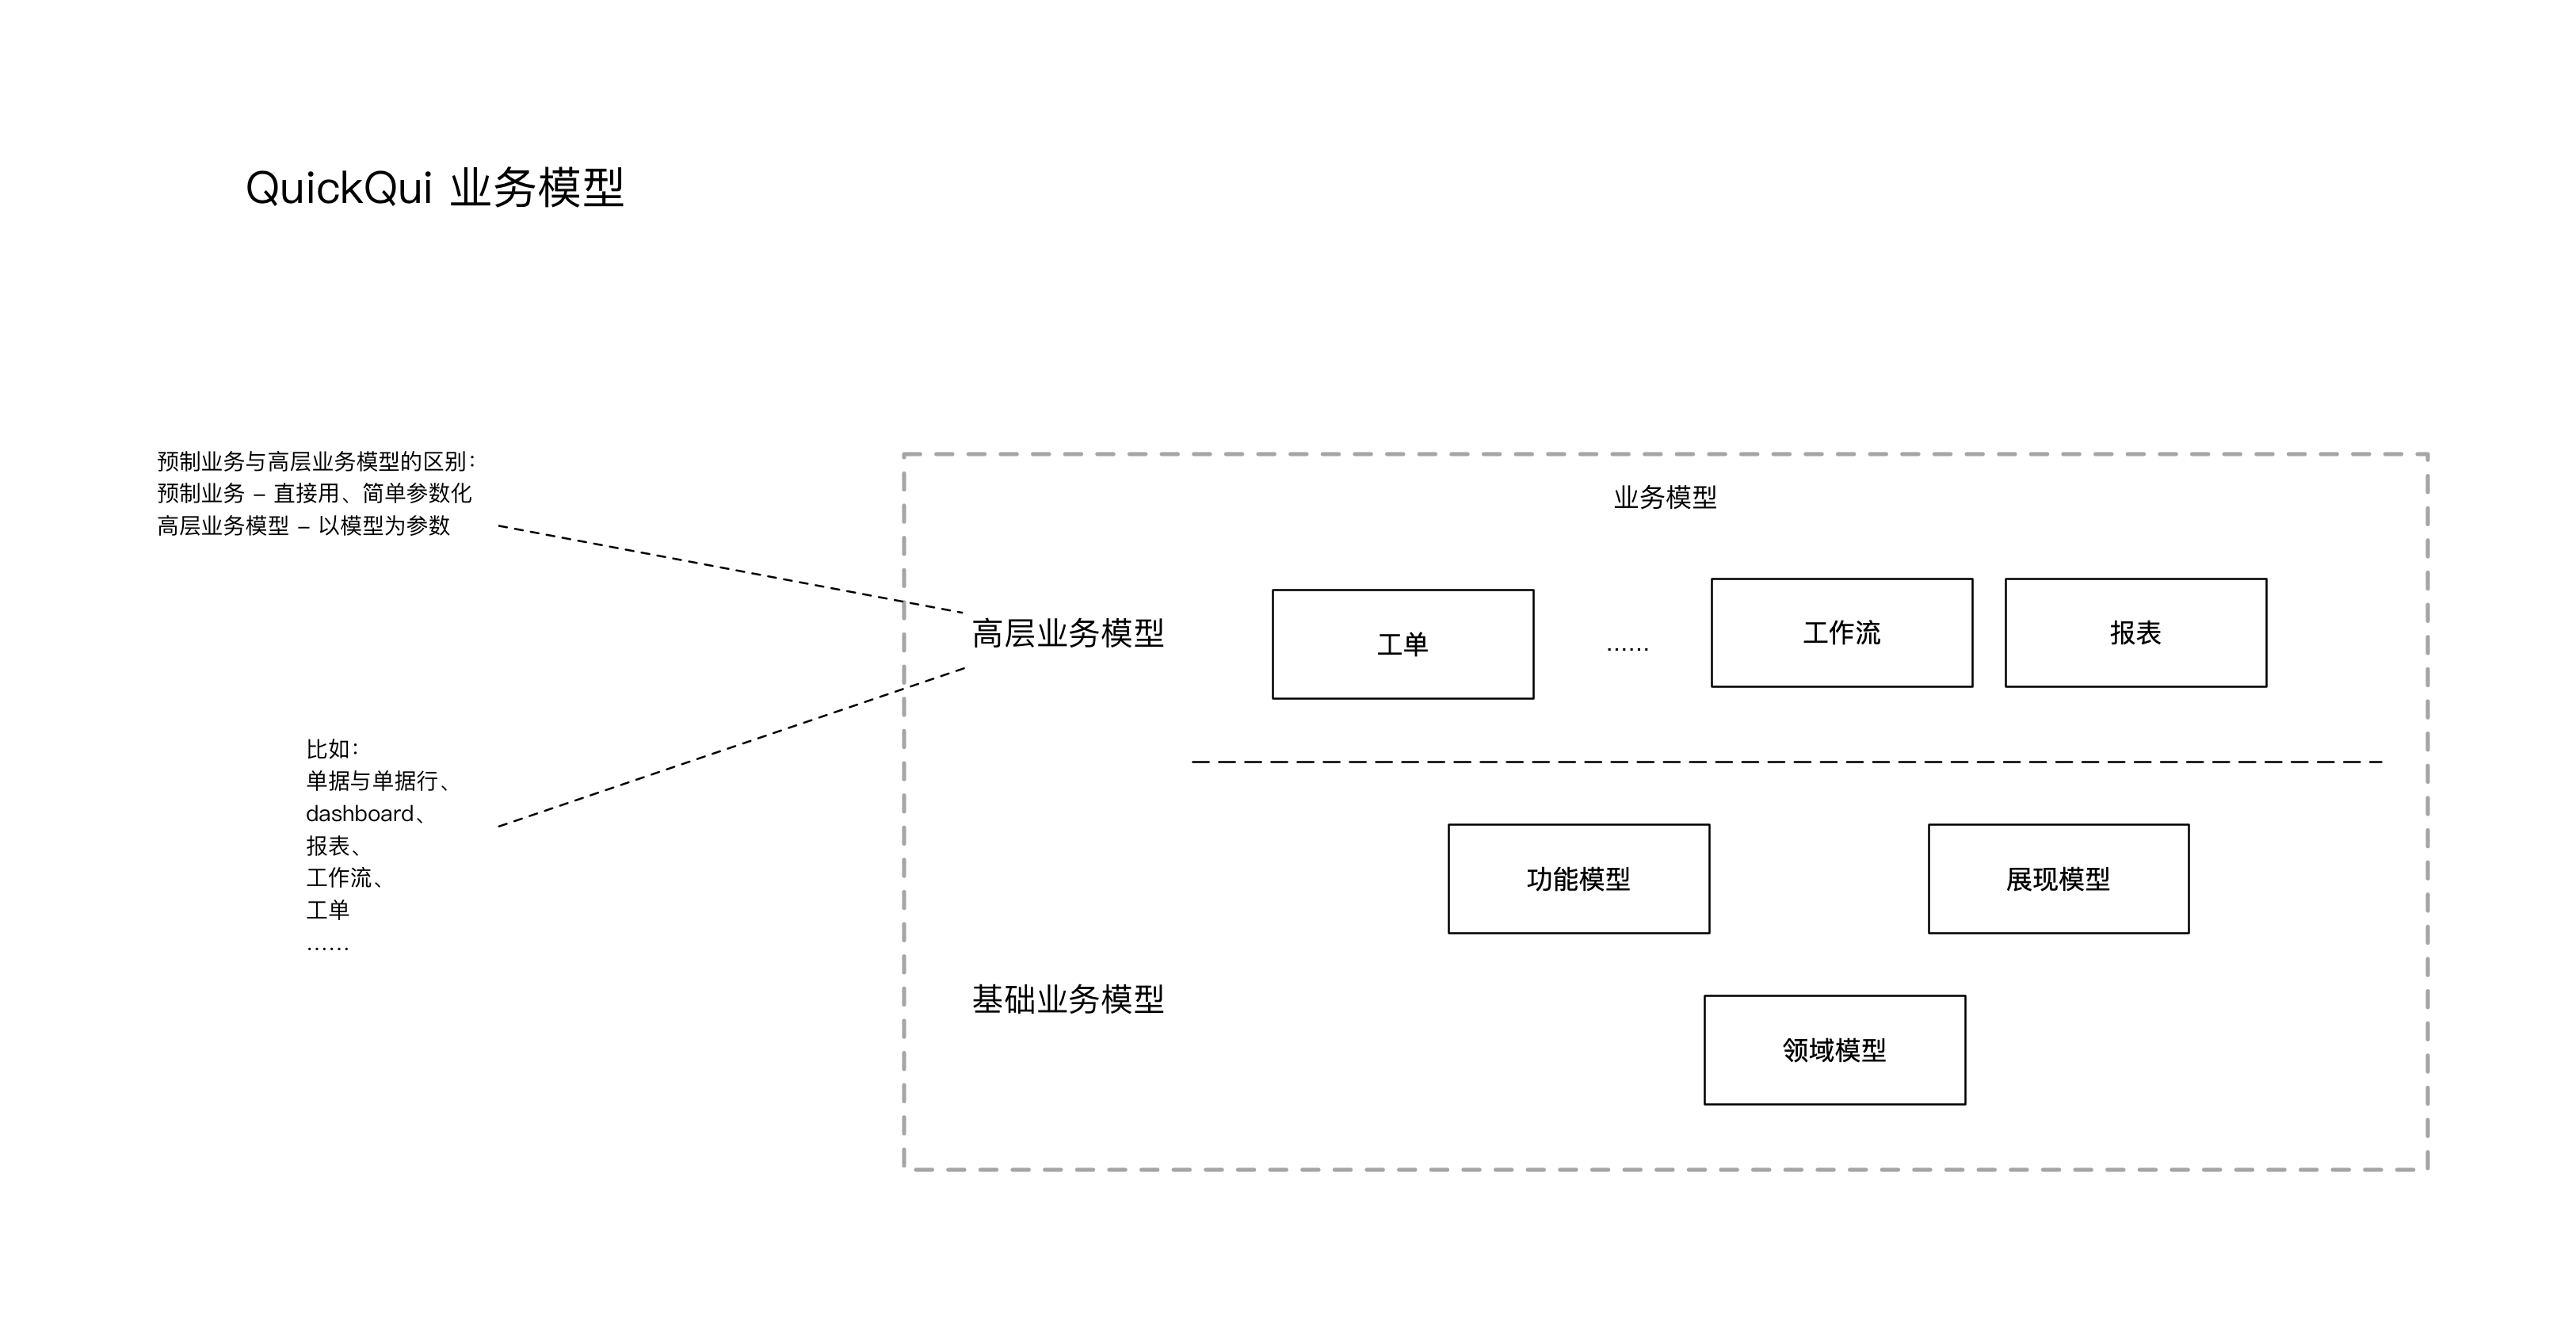 QuickQui 业务模型
预制业务与高层业务模型的区别：
预制业务 – 直接用、简单参数化
高层业务模型 – 以模型为参数
业务模型
高层业务模型
工单
……
工作流
报表
比如：
单据与单据行、
dashboard、
报表、
工作流、
工单
……
功能模型
展现模型
基础业务模型
领域模型